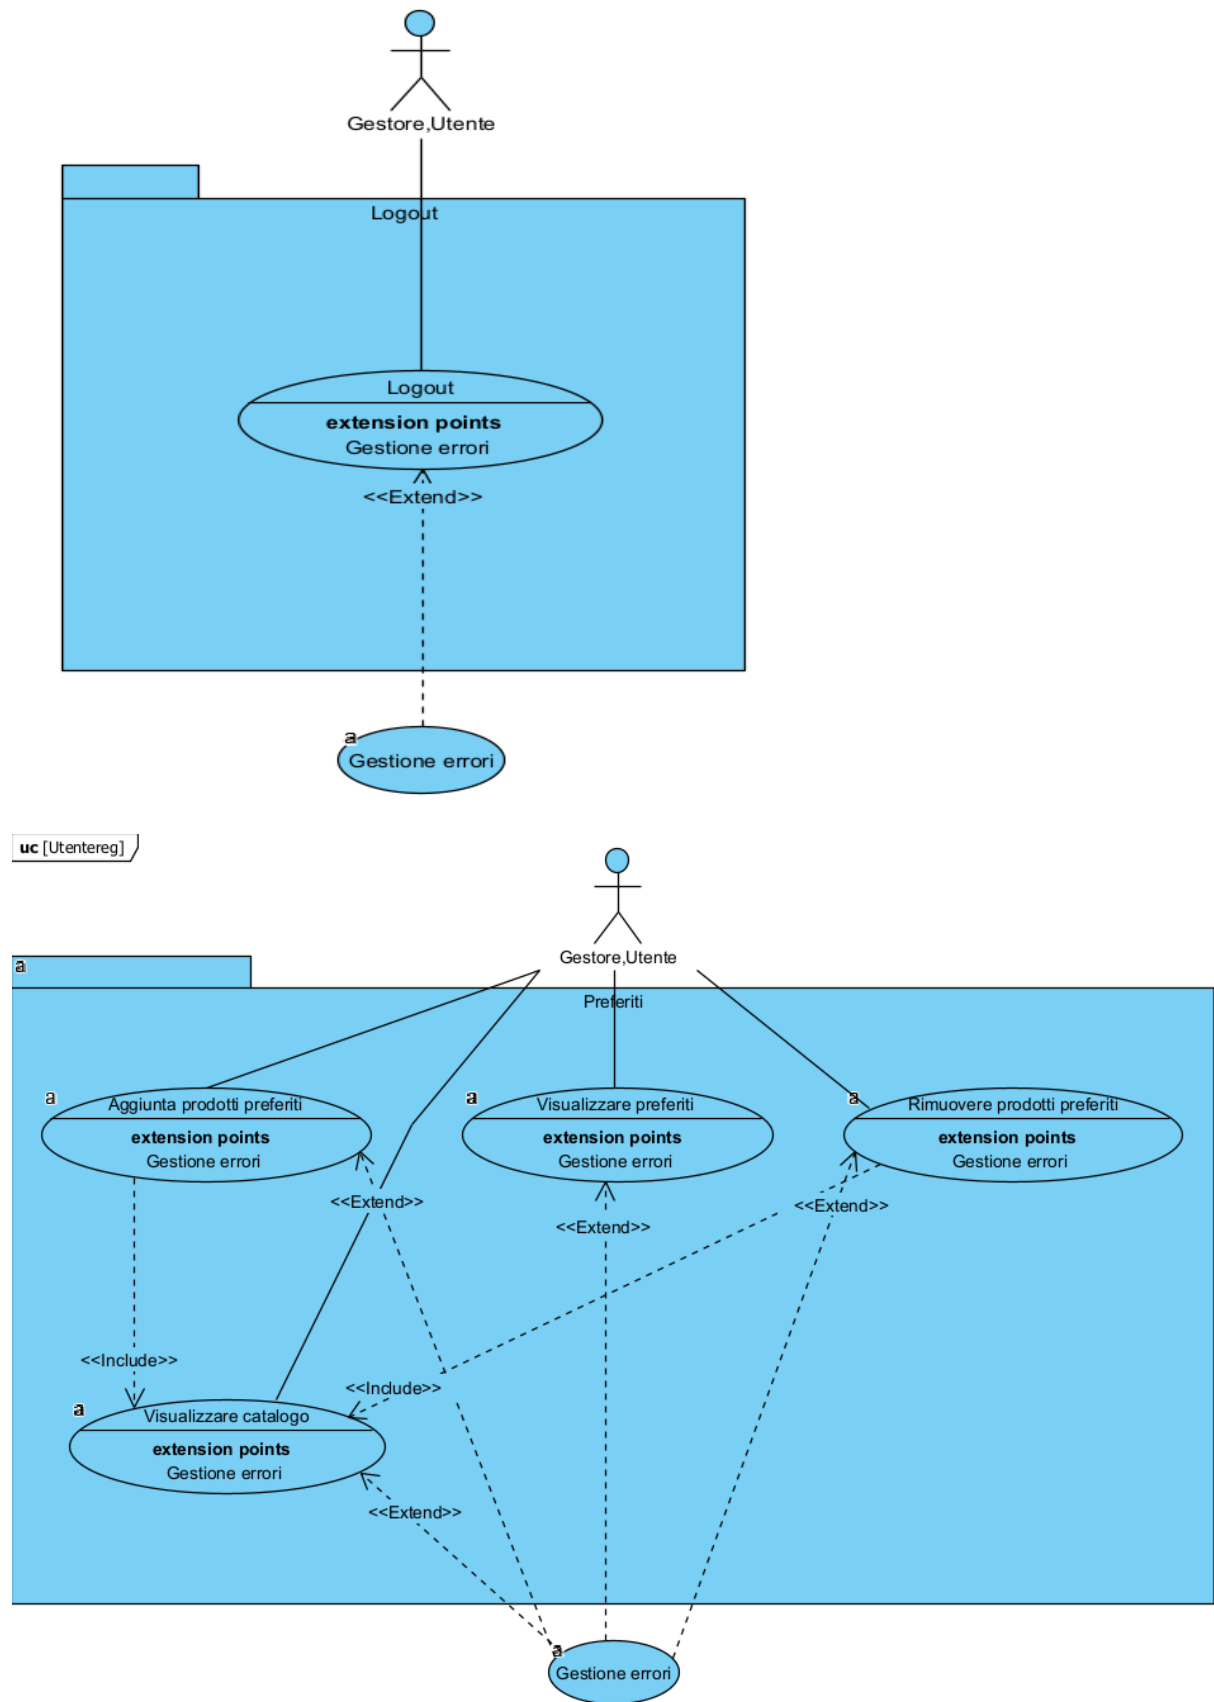 Gestore,Utente
Logout
Logout
extension points
Gestione errori
<<Extend>>
a
Gestione errori
uc [Utentereg]
Gestore,Utente
a
Preferiti
a
Aggiunta prodotti preferiti
extension points
Gestione errori
a
Visualizzare preferiti
extension points
Gestione errori
a
Rimuovere prodotti preferiti
extension points
Gestione errori
<<Extend>>
<<Extend>>
<<Extend>>
<<Include>>
<<Include>>
a
Visualizzare catalogo
extension points
Gestione errori
<<Extend>>
a
Gestione errori